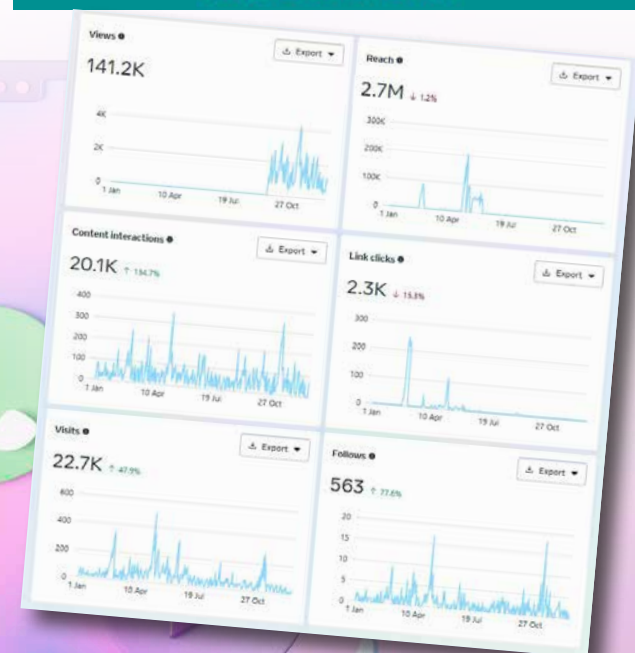 Views
Export
141.2K
4K
2K
0
1 Jan 10 Apr 19 Jul 27 Oct
Reach
Export
2.7M ↓ 1.2%
300K
200K
100K
0
1 Jan 10 Apr 19 Jul 27 Oct
Content interactions
Export
20.1K ↑ 134.7%
400
300
200
100
0
1 Jan 10 Apr 19 Jul 27 Oct
Link clicks
Export
2.3K ↓ 15.8%
300
200
100
0
1 Jan 10 Apr 19 Jul 27 Oct
Visits
Export
22.7K ↑ 47.9%
600
400
200
0
1 Jan 10 Apr 19 Jul 27 Oct
Follows
Export
563 ↑ 77.6%
20
15
10
5
0
1 Jan 10 Apr 19 Jul 27 Oct